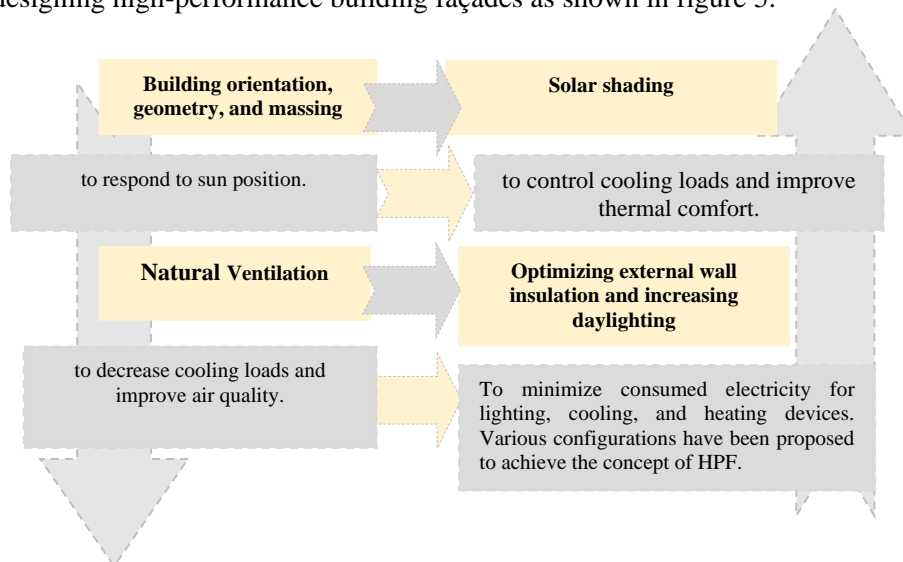 designing high-performance building façades as shown in figure 5.
Building orientation,
geometry, and massing
Solar shading
to respond to sun position.
to control cooling loads and improve
thermal comfort.
Natural Ventilation
Optimizing external wall
insulation and increasing
daylighting
to decrease cooling loads and
improve air quality.
To minimize consumed electricity for
lighting, cooling, and heating devices.
Various configurations have been proposed
to achieve the concept of HPF.